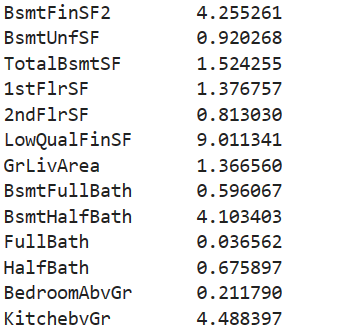 BsmtFinSF2 4.255261
BsmtUnfSF 0.920268
TotalBsmtSF 1.524255
1stFlrSF 1.376757
2ndFlrSF 0.813030
LowQualFinSF 9.011341
GrLivArea 1.366560
BsmtFullBath 0.596067
BsmtHalfBath 4.103403
FullBath 0.036562
HalfBath 0.675897
BedroomAbvGr 0.211790
KitchebvGr 4.488397